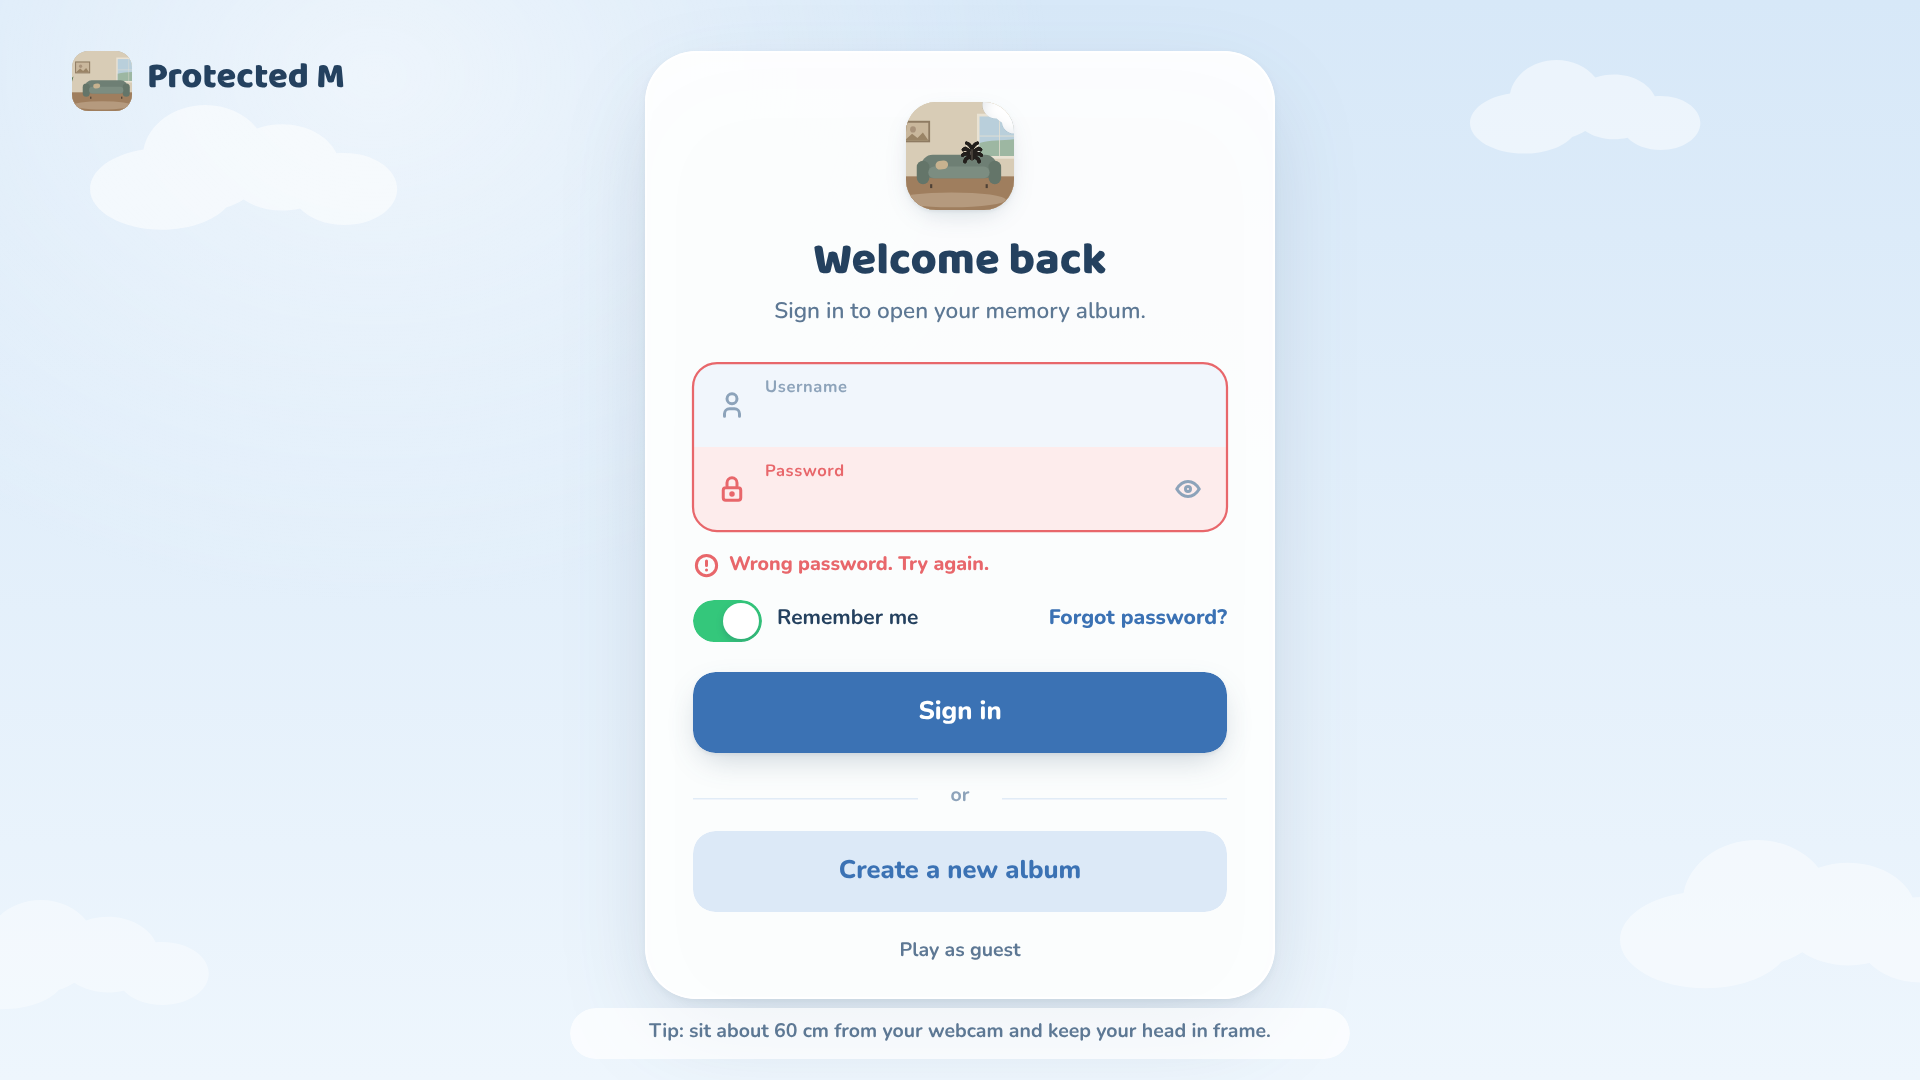 Protected M
Welcome back
Sign in to open your memory album.
Username
Password
Wrong password. Try again.
Remember me
Forgot password?
Sign in
or
Create a new album
Play as guest
Tip: sit about 60 cm from your webcam and keep your head in frame.